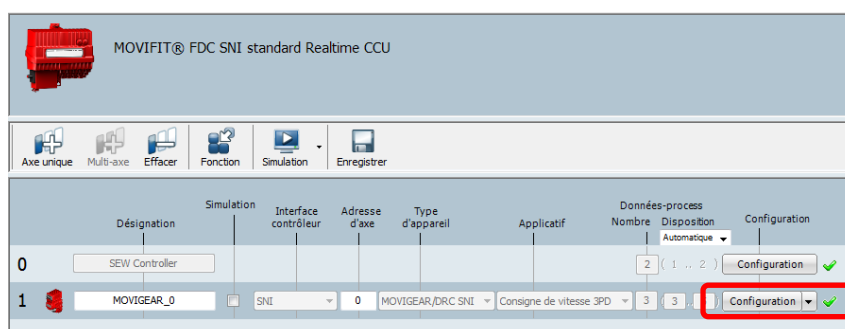 MOVIFIT® FDC SNI standard Realtime CCU
Axe unique Multi-axe Effacer Fonction Simulation Enregistrer
Désignation Simulation Interface contrôleur Adresse d'axe Type d'appareil Applicatif Données-process Nombre Disposition Configuration
Automatique
0 SEW Controller 2 ( 1 .. 2 ) Configuration
1 MOVIGEAR_0 SNI 0 MOVIGEAR/DRC SNI Consigne de vitesse 3PD 3 ( 3 .. ) Configuration